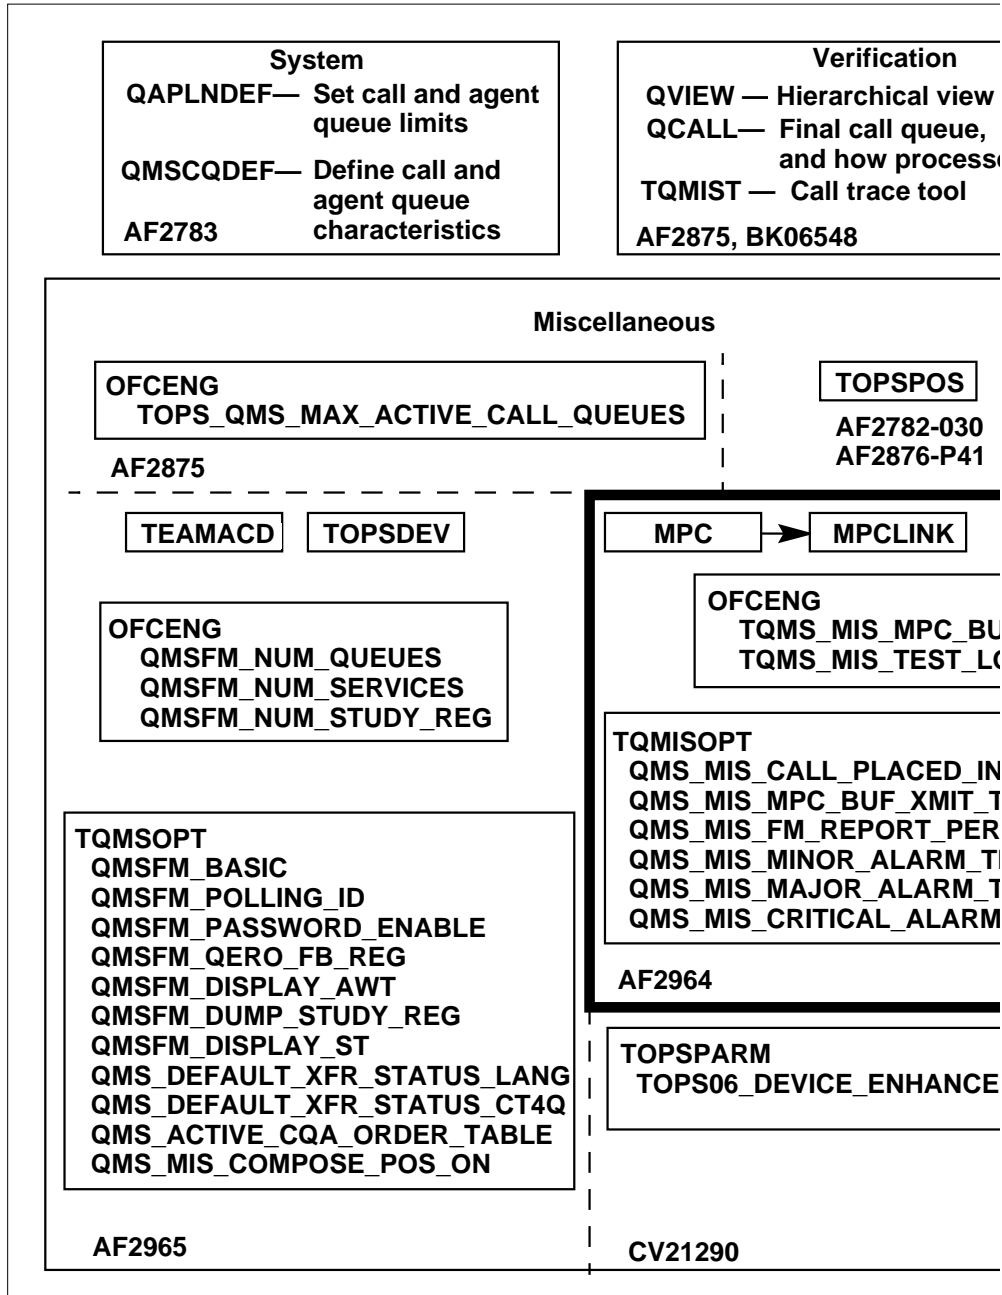 System
QAPLNDEF— Set call and agent
queue limits
QMSCQDEF— Define call and
agent queue
characteristics
AF2783
Verification
QVIEW — Hierarchical view
QCALL— Final call queue,
and how
TQMIST — Call trace tool
AF2875, BK06548
Miscellaneous
OFCENG
TOPS_QMS_MAX_ACTIVE_CALL_QUEUES
AF2875
TOPSPOS
AF2782-030
AF2876-P41
TEAMACD
TOPSDEV
OFCENG
QMSFM_NUM_QUEUES
QMSFM_NUM_SERVICES
QMSFM_NUM_STUDY_REG
TQMSOPT
QMSFM_BASIC
QMSFM_POLLING_ID
QMSFM_PASSWORD_ENABLE
QMSFM_QERO_FB_REG
QMSFM_DISPLAY_AWT
QMSFM_DUMP_STUDY_REG
QMSFM_DISPLAY_ST
QMS_DEFAULT_XFR_STATUS_LANG
QMS_DEFAULT_XFR_STATUS_CT4Q
QMS_ACTIVE_CQA_ORDER_TABLE
QMS_MIS_COMPOSE_POS_ON
AF2965
MPC
MPCLINK
OFCENG
TQMS_MIS_MPC_BU
TQMS_MIS_TEST_LO
TQMISOPT
QMS_MIS_CALL_PLACED_IN
QMS_MIS_MPC_BUF_XMIT_T
QMS_MIS_FM_REPORT_PER
QMS_MIS_MINOR_ALARM_T
QMS_MIS_MAJOR_ALARM_T
QMS_MIS_CRITICAL_ALARM
AF2964
TOPSPARM
TOPS06_DEVICE_ENHANCE
CV21290